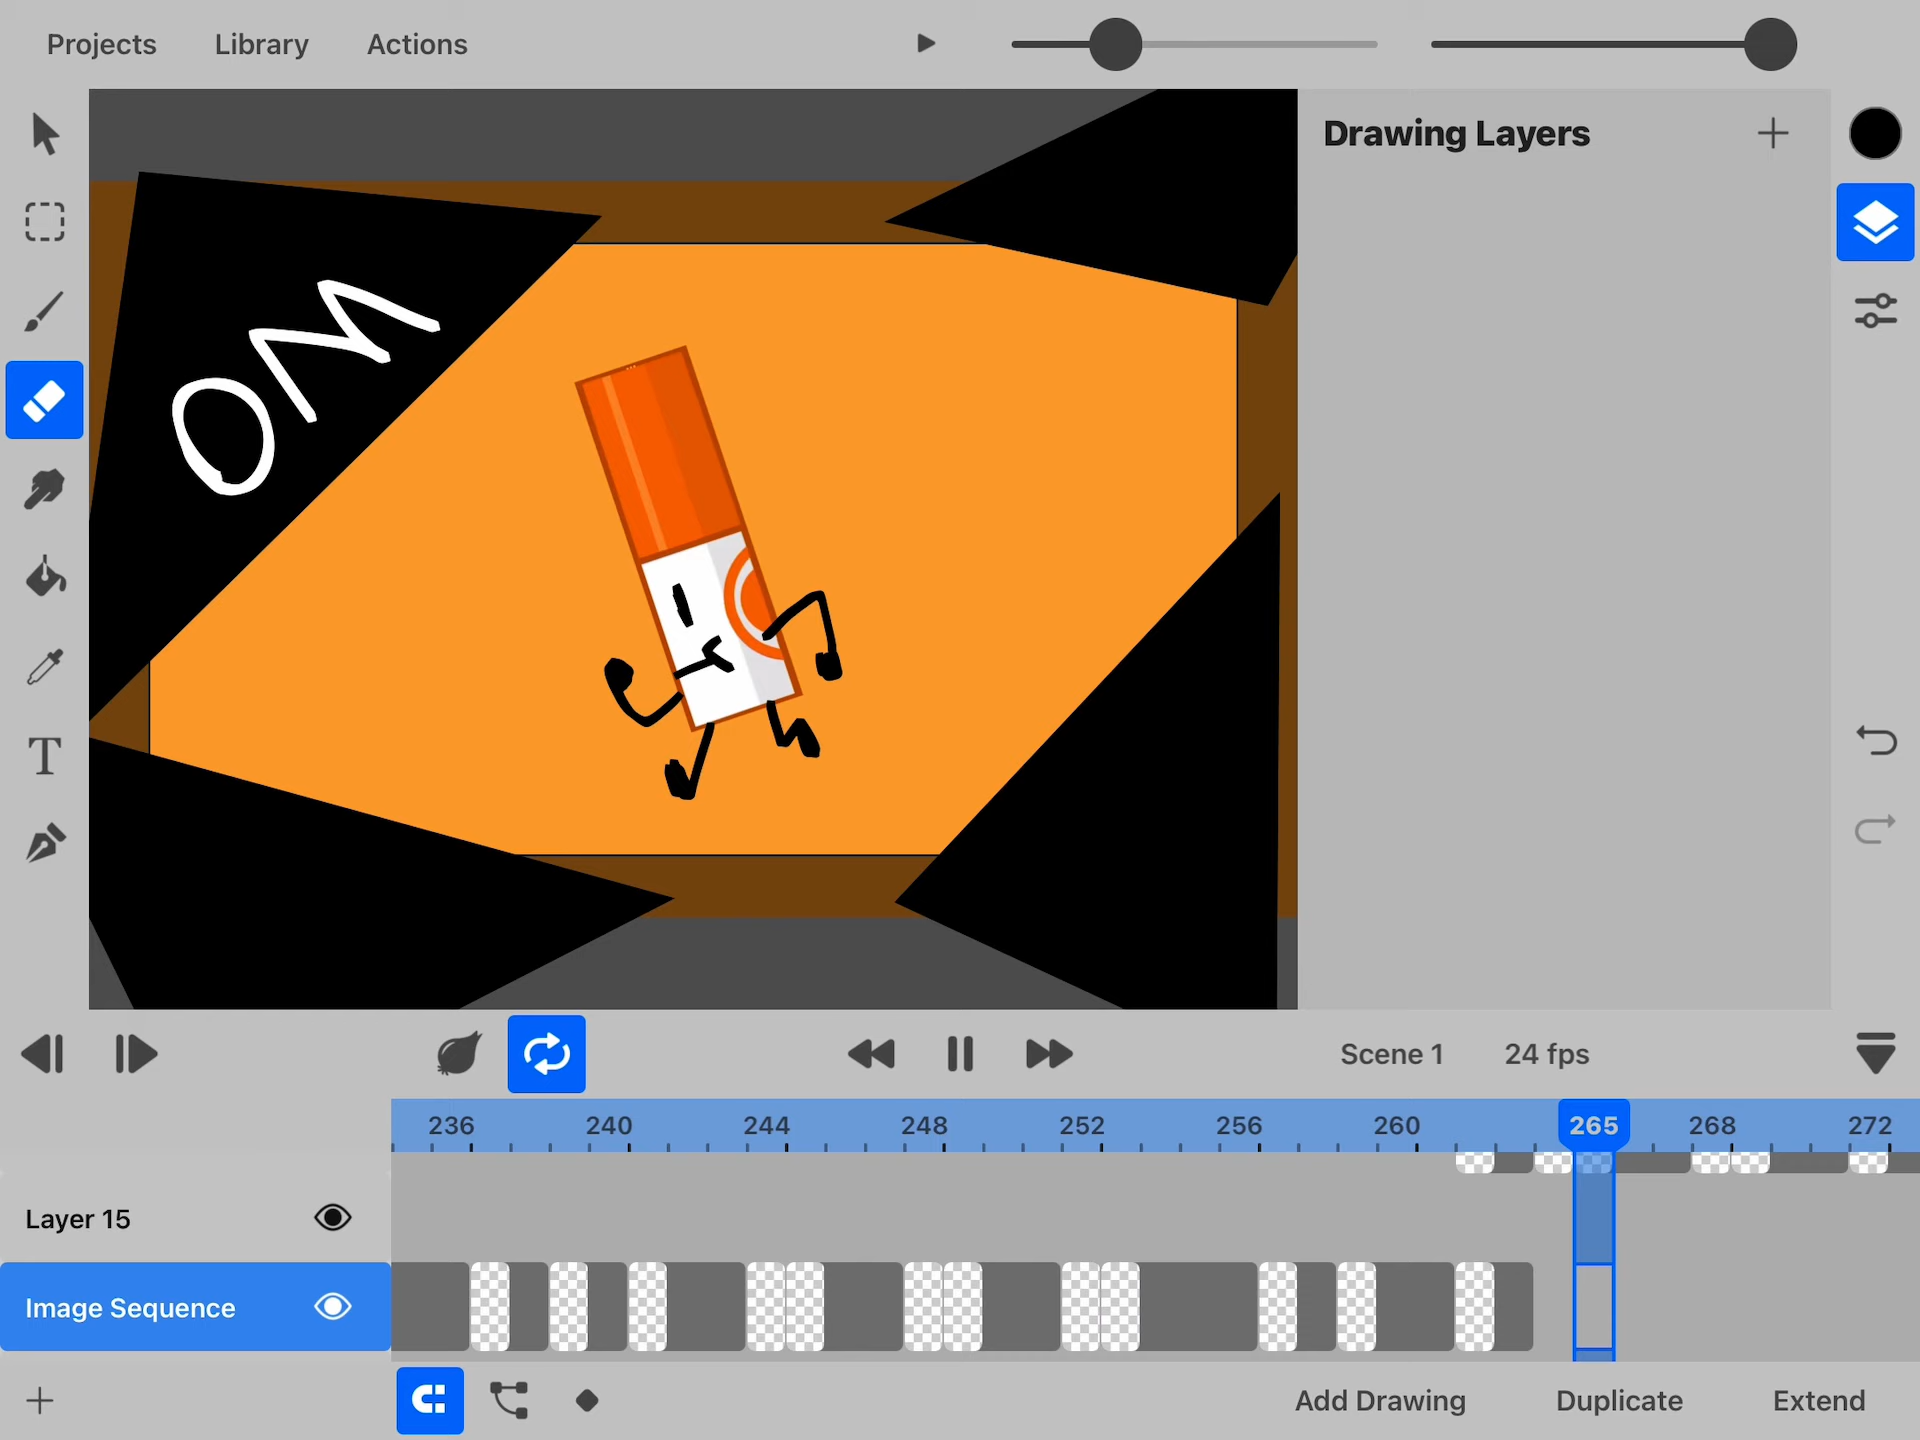 Projects Library Actions
Drawing Layers
OM
T
Scene 1 24 fps
236 240 244 248 252 256 260 265 268 272
Layer 15
Image Sequence
Add Drawing Duplicate Extend